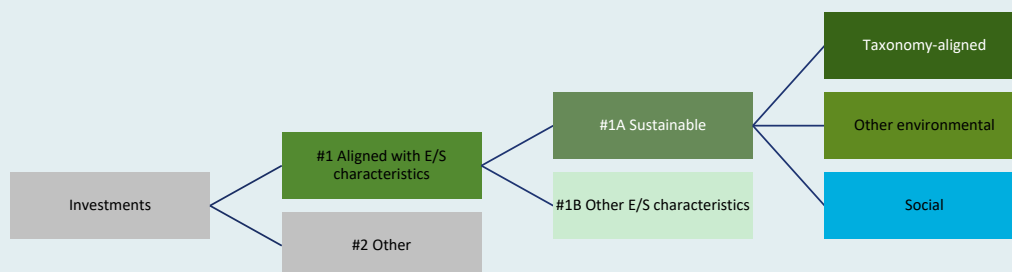 Investments
#1 Aligned with E/S
characteristics
#2 Other
#1A Sustainable
#1B Other E/S characteristics
Taxonomy-aligned
Other environmental
Social